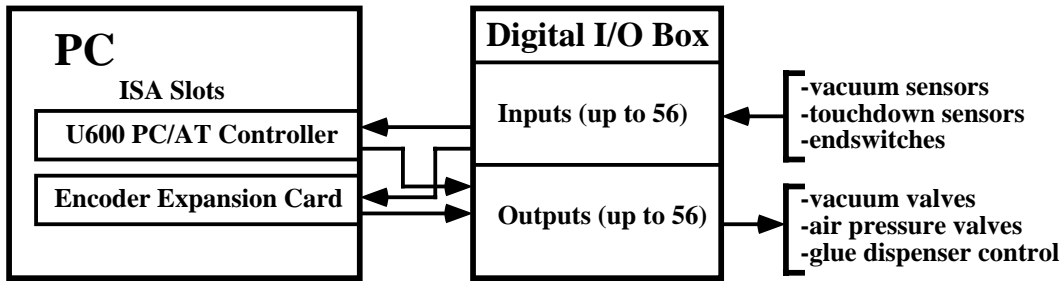 PC
ISA Slots
U600 PC/AT Controller
Encoder Expansion Card
Digital I/O Box
Inputs (up to 56)
Outputs (up to 56)
-vacuum sensors
-touchdown sensors
-endswitches
-vacuum valves
-air pressure valves
-glue dispenser control